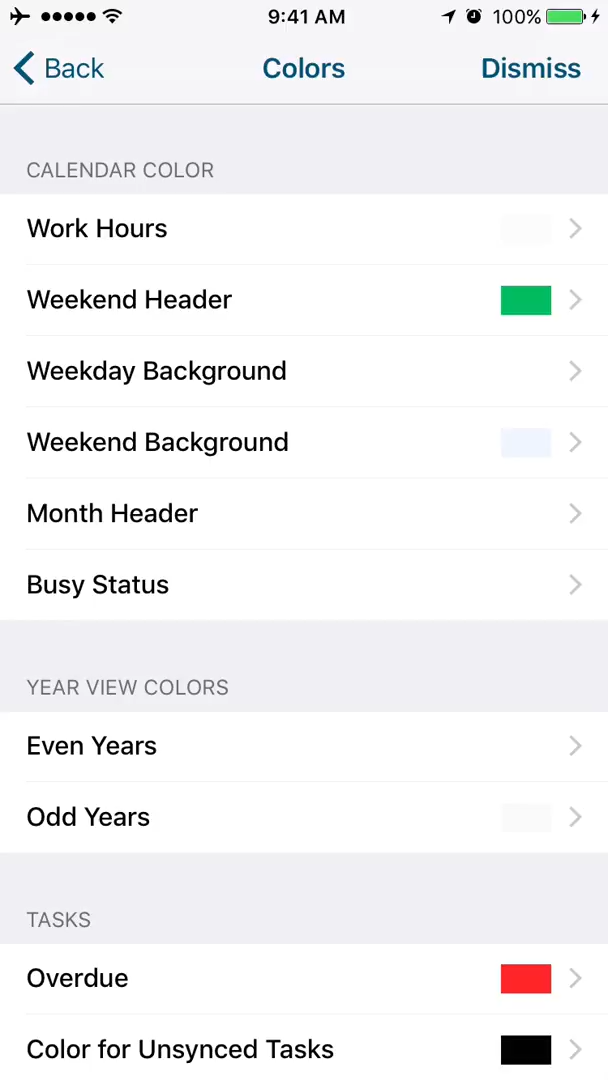 9:41 AM 100%
Back Colors Dismiss
CALENDAR COLOR
Work Hours
Weekend Header
Weekday Background
Weekend Background
Month Header
Busy Status
YEAR VIEW COLORS
Even Years
Odd Years
TASKS
Overdue
Color for Unsynced Tasks